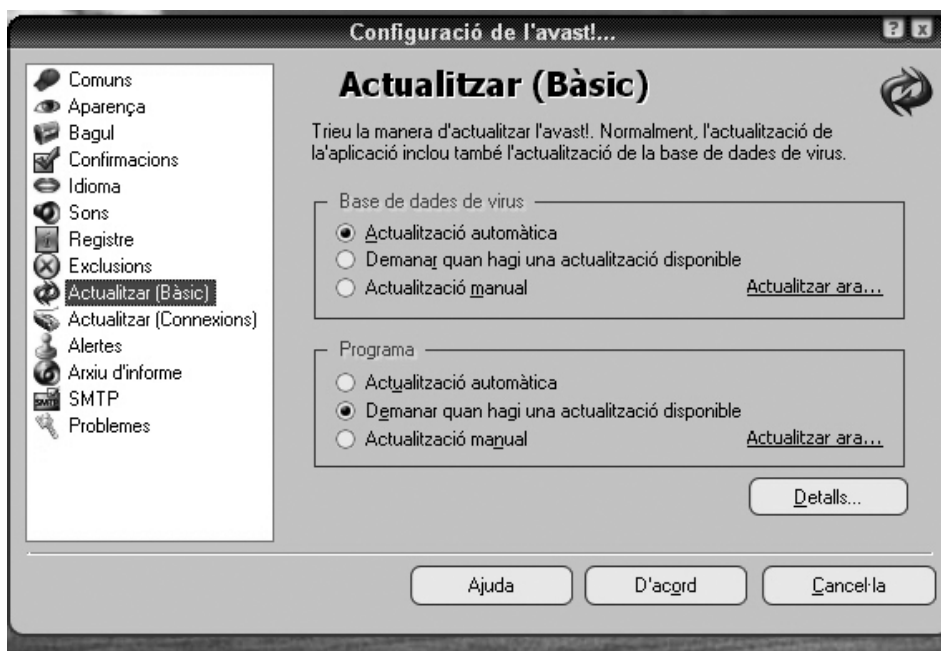 Configuració de l'avast!...
Comuns
Aparença
Bagul
Confirmacions
Idioma
Sons
Registre
Exclusions
Actualitzar (Bàsic)
Actualitzar (Connexions)
Alertes
Arxiu d'informe
SMTP
Problemes
Actualitzar (Bàsic)
Trieu la manera d'actualitzar l'avast!. Normalment, l'actualització de
la'aplicació inclou també l'actualització de la base de dades de virus.
Base de dades de virus
Actualització automàtica
Demanar quan hagi una actualització disponible
Actualització manual
Actualitzar ara...
Programa
Actualització automàtica
Demanar quan hagi una actualització disponible
Actualització manual
Actualitzar ara...
Detalls...
Ajuda
D'acord
Cancel·la